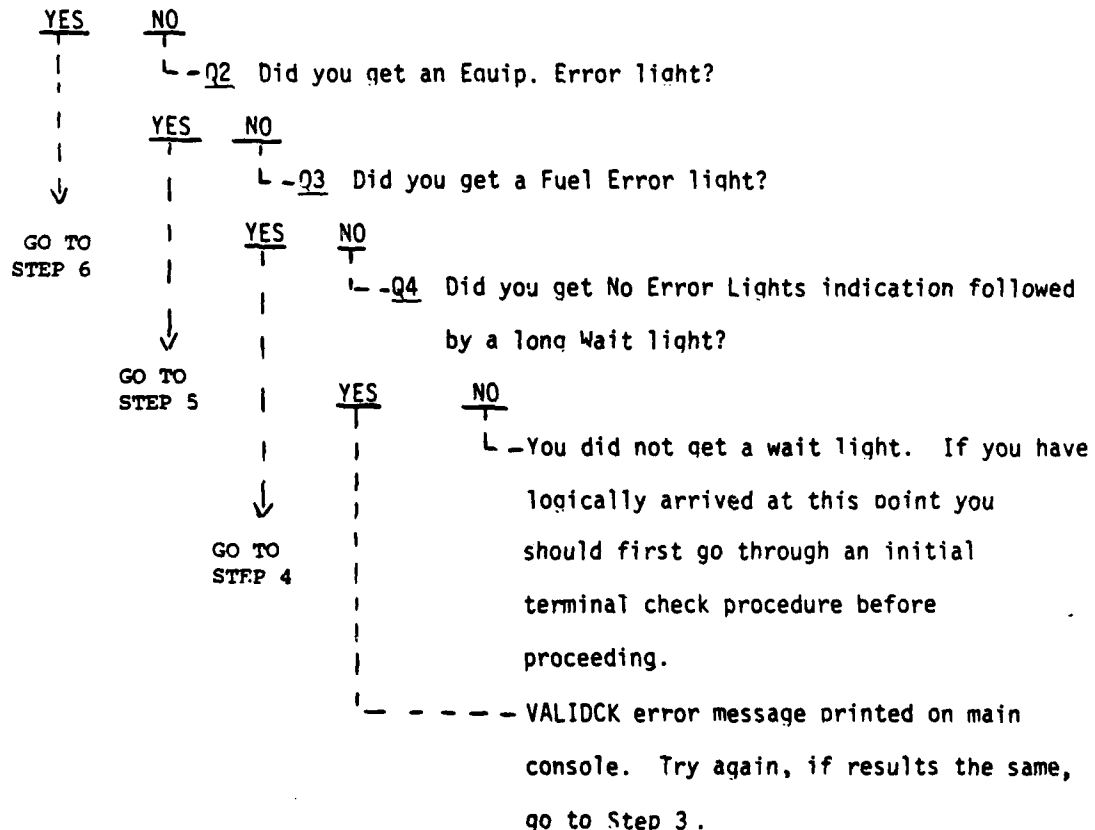 YES NO
Q2 Did you get an Equip. Error light?
YES NO
Q3 Did you get a Fuel Error light?
GO TO
STEP 6
YES NO
Q4 Did you get No Error Lights indication followed
by a long Wait light?
GO TO
STEP 5
YES NO
You did not get a wait light. If you have
logically arrived at this point you
should first go through an initial
terminal check procedure before
proceeding.
GO TO
STEP 4
VALIDCK error message printed on main
console. Try again, if results the same,
go to Step 3.